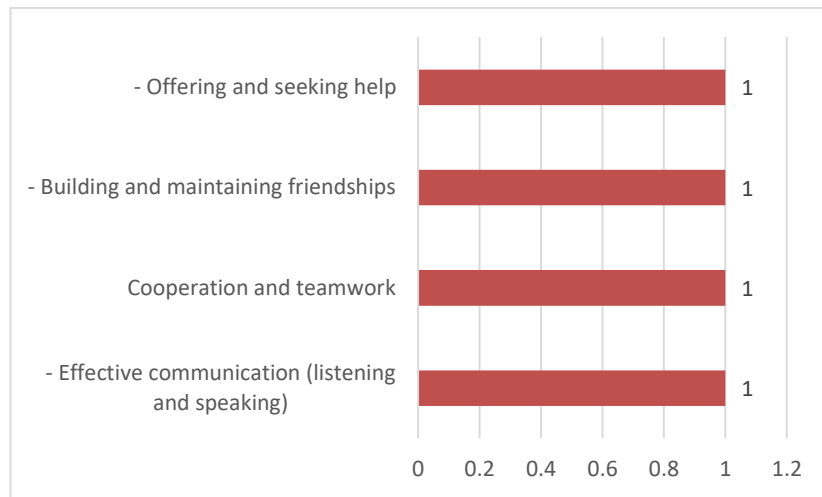 - Offering and seeking help
1
- Building and maintaining friendships
1
Cooperation and teamwork
1
- Effective communication (listening
and speaking)
1
0 0.2 0.4 0.6 0.8 1 1.2